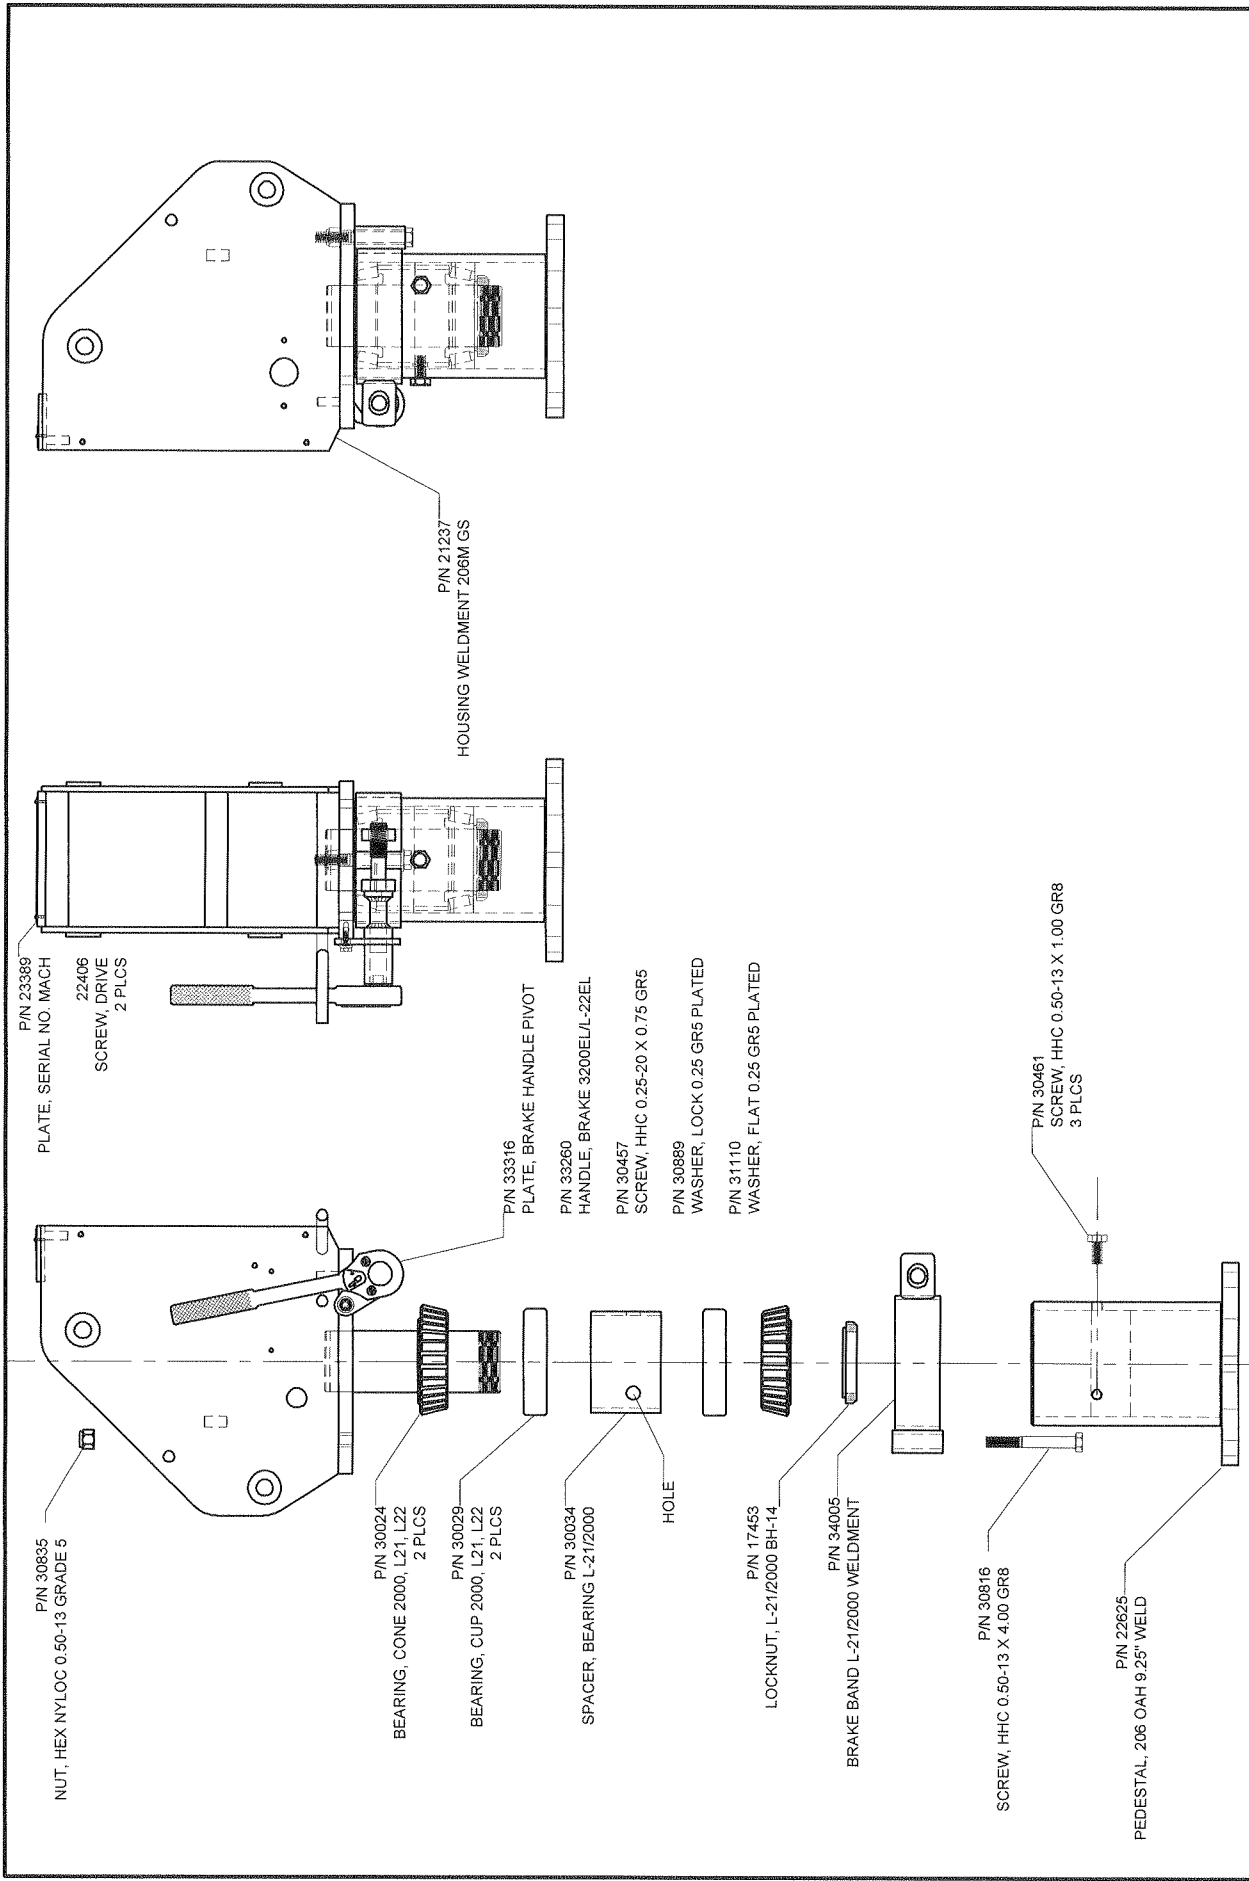 P/N 30835
NUT, HEX NYLOC 0.50-13 GRADE 5
P/N 30024
BEARING, CONE 2000, L21, L22
2 PLCS
P/N 30029
BEARING, CUP 2000, L21, L22
2 PLCS
P/N 30034
SPACER, BEARING L-21/2000
HOLE
P/N 17453
LOCKNUT, L-21/2000 BH-14
P/N 34005
BRAKE BAND L-21/2000 WELDMENT
P/N 30816
SCREW, HHC 0.50-13 X 4.00 GR8
P/N 22625
PEDESTAL, 206 OAH 9.25" WELD
P/N 23389
PLATE, SERIAL NO. MACH
22406
SCREW, DRIVE
2 PLCS
P/N 33316
PLATE, BRAKE HANDLE PIVOT
P/N 33260
HANDLE, BRAKE 3200EL/L-22EL
P/N 30457
SCREW, HHC 0.25-20 X 0.75 GR5
P/N 30889
WASHER, LOCK 0.25 GR5 PLATED
P/N 31110
WASHER, FLAT 0.25 GR5 PLATED
P/N 30461
SCREW, HHC 0.50-13 X 1.00 GR8
3 PLCS
P/N 21237
HOUSING WELDMENT 206M GS